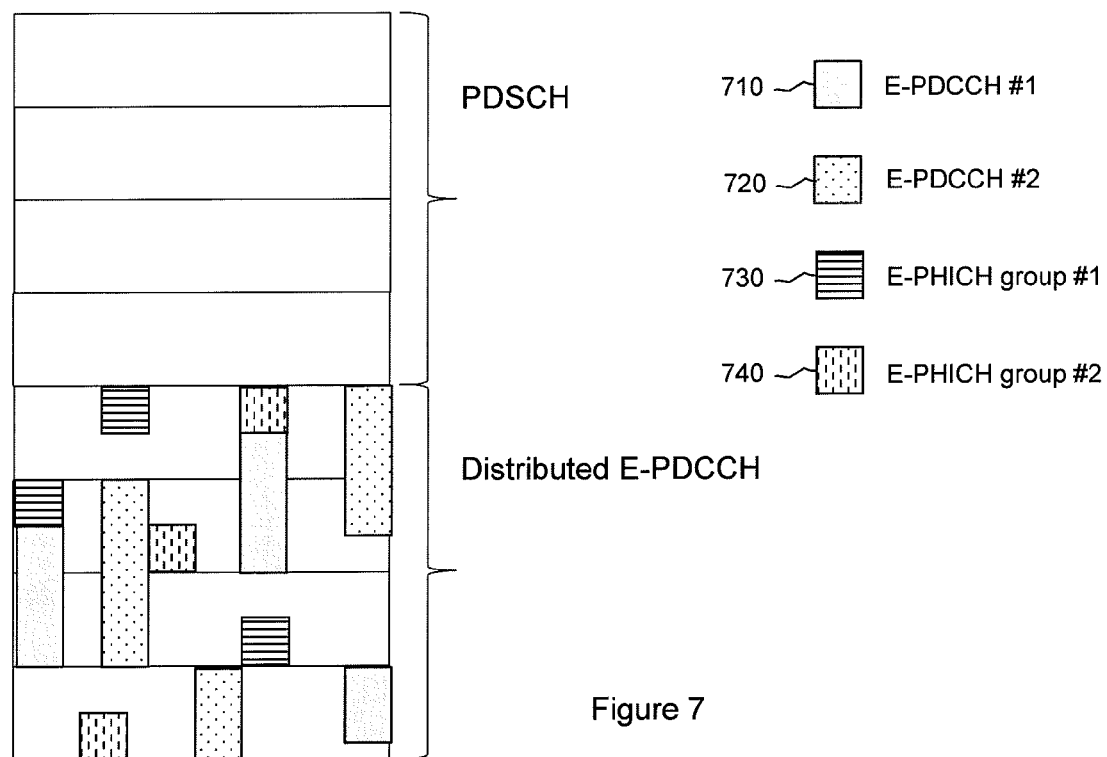 PDSCH
710
E-PDCCH #1
720
E-PDCCH #2
730
E-PHICH group #1
740
E-PHICH group #2
Distributed E-PDCCH
Figure 7